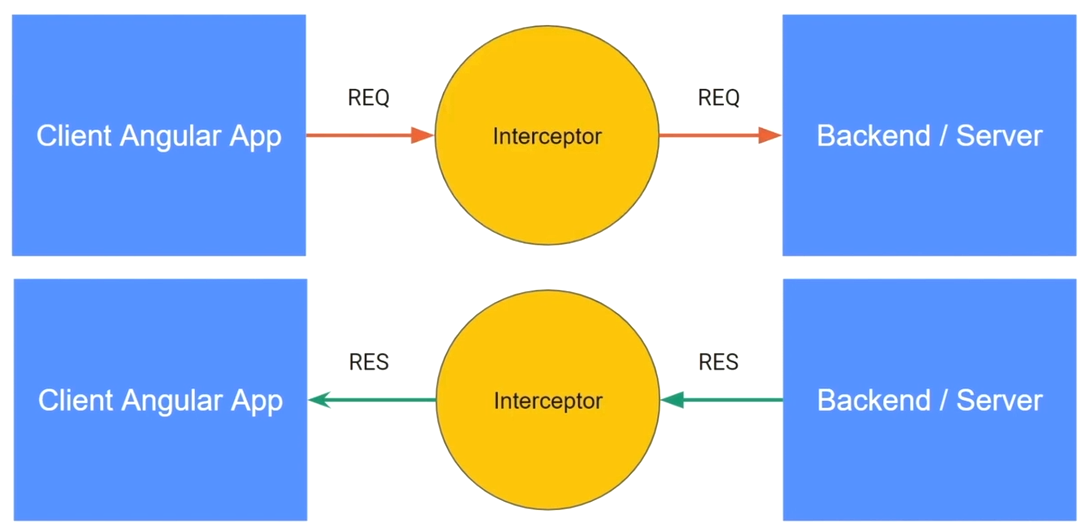 REQ
REQ
Client Angular App
Interceptor
Backend / Server
RES
RES
Client Angular App
Interceptor
Backend / Server